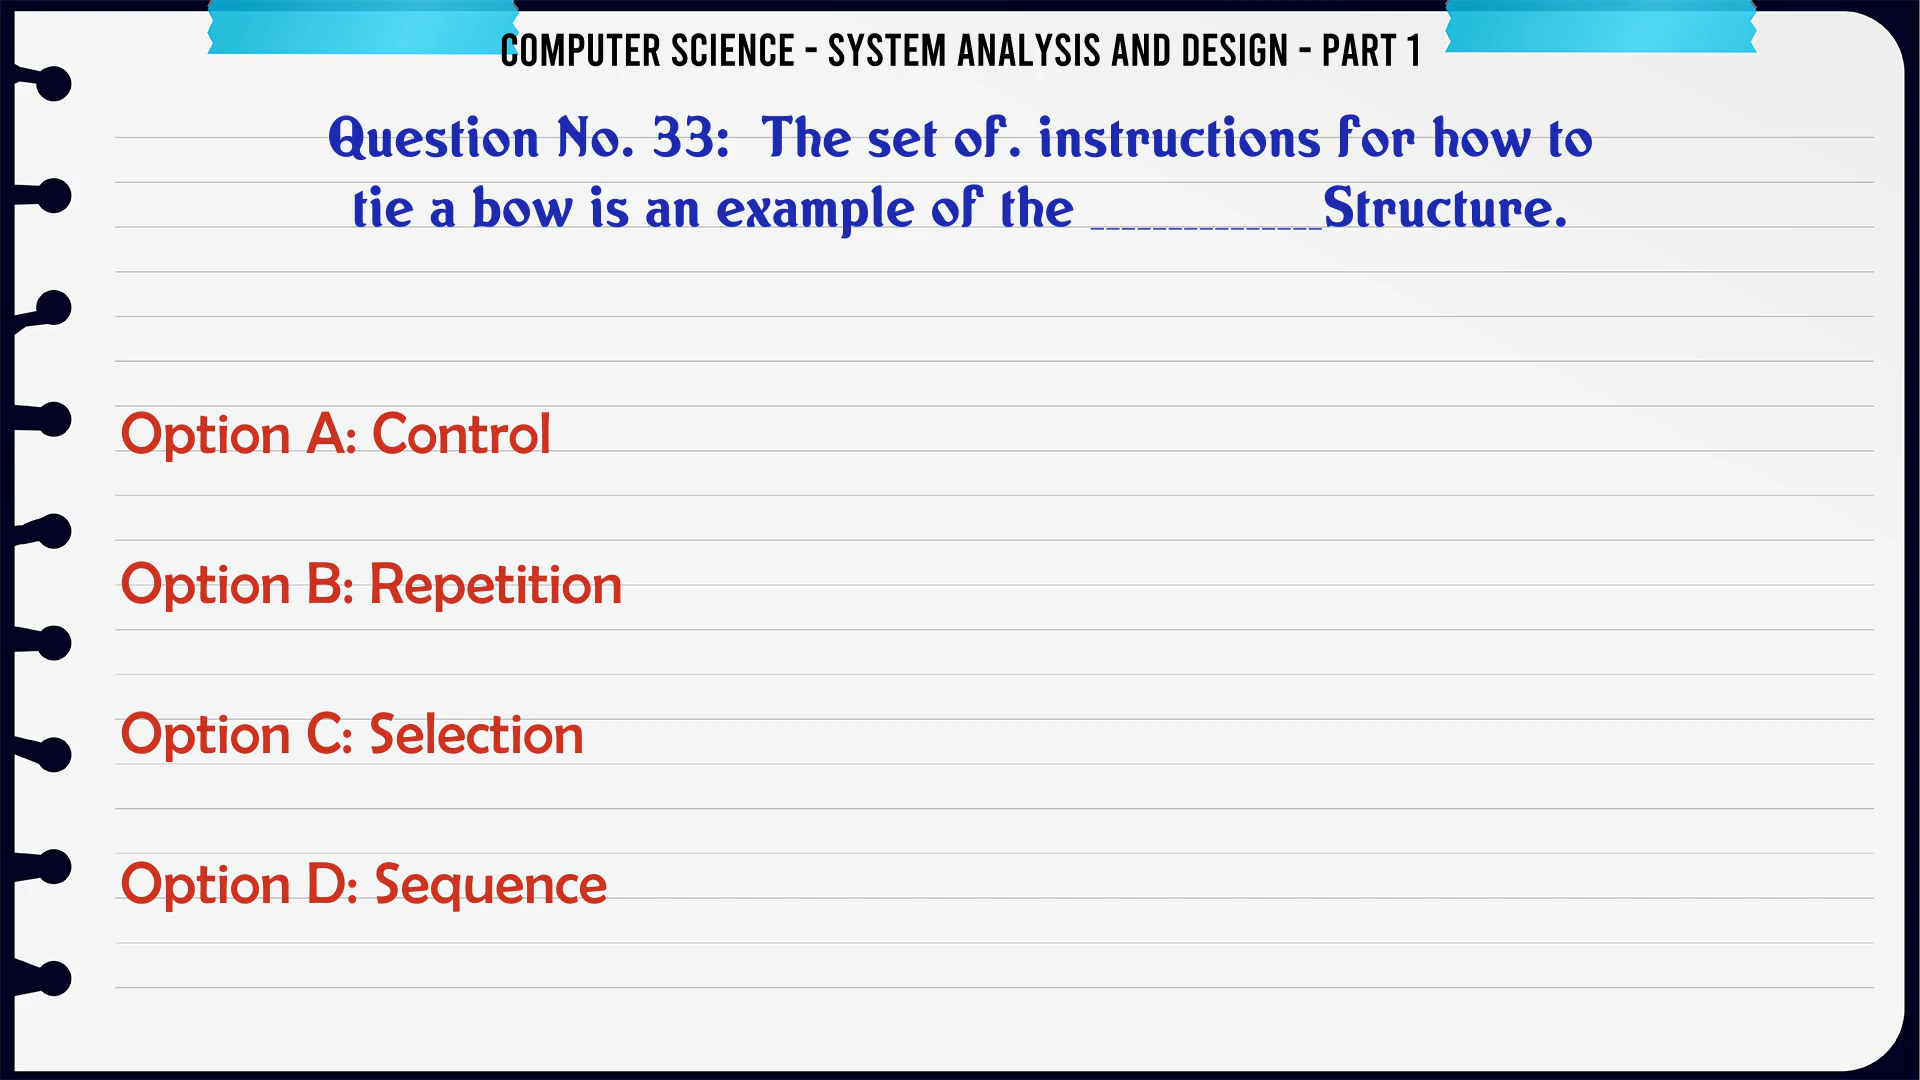 COMPUTER SCIENCE - SYSTEM ANALYSIS AND DESIGN - PART 1
Question No. 33: The set of. instructions for how to
tie a bow is an example of the _______________Structure.
Option A: Control
Option B: Repetition
Option C: Selection
Option D: Sequence